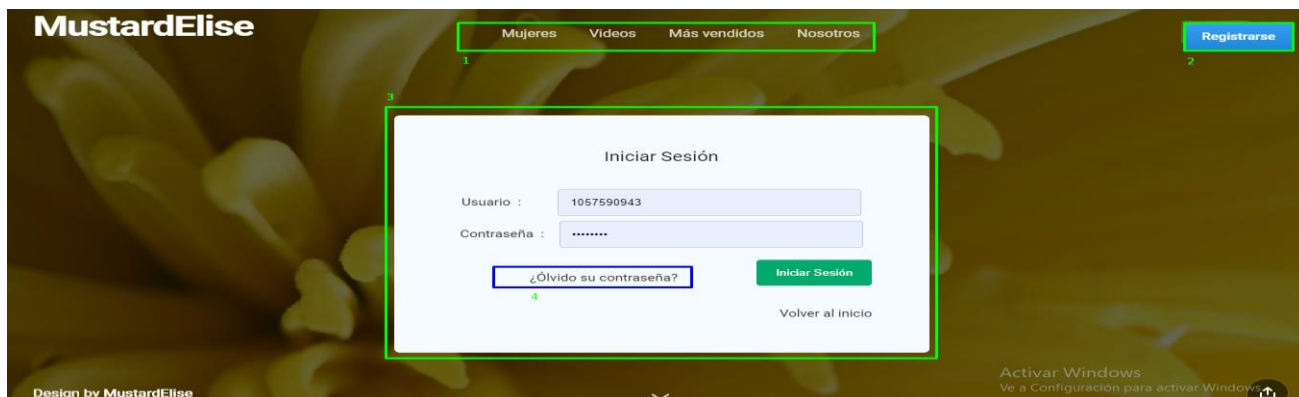 MustardElise
Mujeres Videos Más vendidos Nosotros
Registrarse
1
2
3
Iniciar Sesión
Usuario : 1057590943
Contraseña : ••••••••
¿Ólvido su contraseña?
Iniciar Sesión
4
Volver al inicio
Activar Windows
Ve a Configuración para activar Windows.
Design by MustardElise